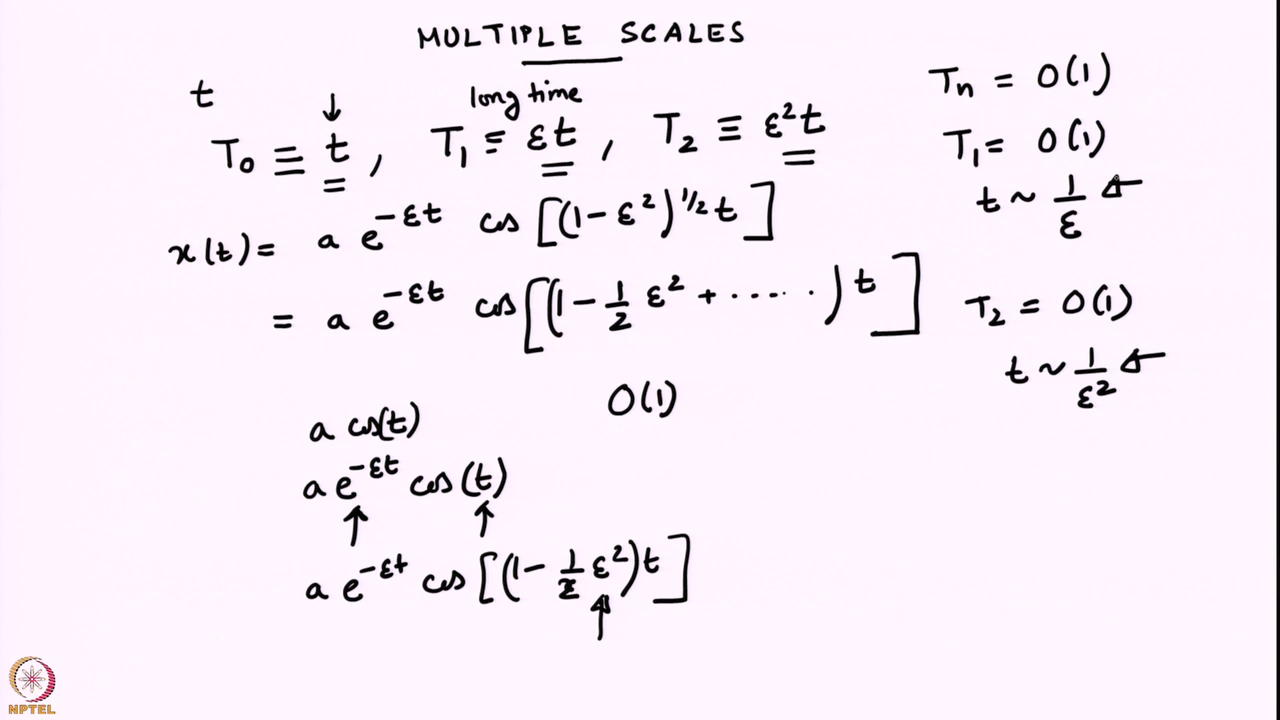 MULTIPLE SCALES
t
long time
T₀ ≡ t, T₁ ≡ εt, T₂ ≡ ε²t
x(t) = a e^{-εt} cos[(1-ε²)^{1/2} t]
= a e^{-εt} cos[(1 - 1/2 ε² + ......) t]
O(1)
a cos(t)
a e^{-εt} cos(t)
a e^{-εt} cos[(1 - 1/2 ε²)t]
Tₙ = O(1)
T₁ = O(1)
t ~ 1/ε
T₂ = O(1)
t ~ 1/ε²
NPTEL